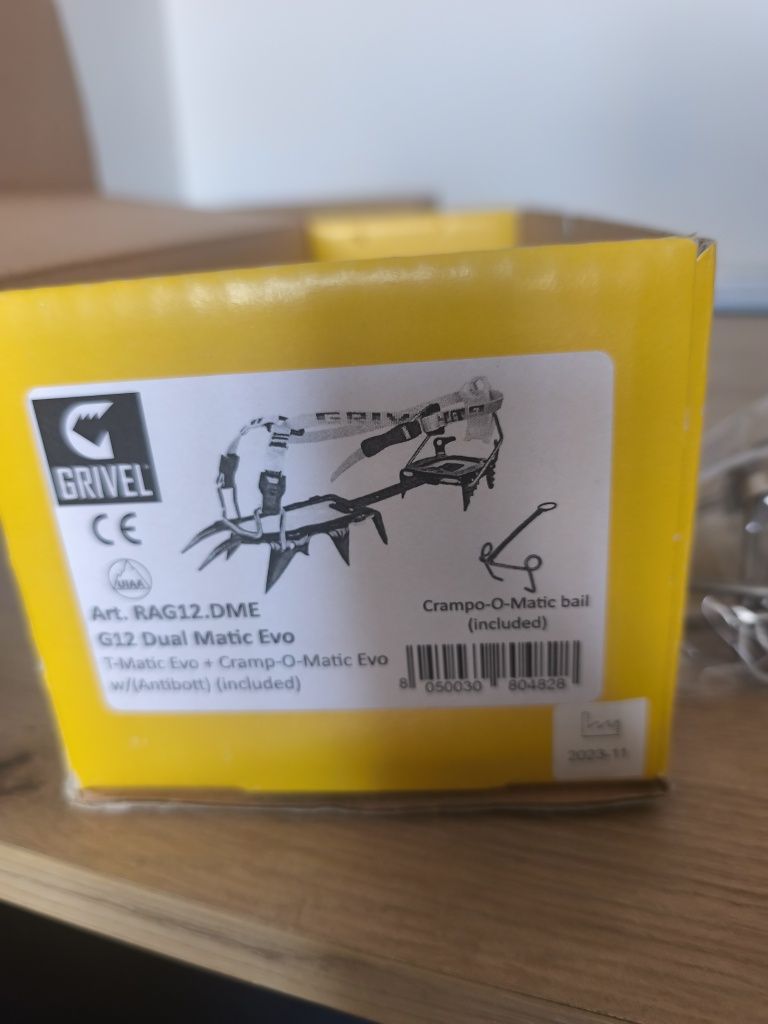 GRIVEL
GRIVEL
CE
UIAA
Art. RAG12.DME
G12 Dual Matic Evo
T-Matic Evo + Cramp-O-Matic Evo
w/(Antibott) (included)
Crampo-O-Matic bail
(included)
8 050030 804828
2023-11